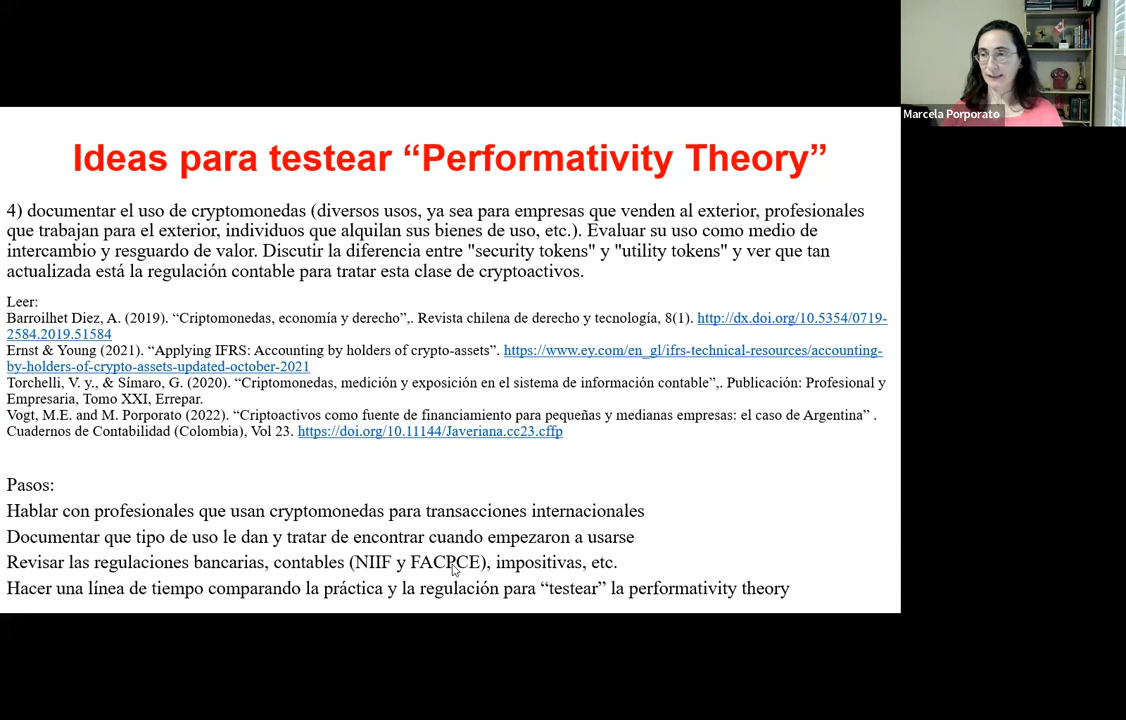 Marcela Porporato
Ideas para testear “Performativity Theory”
4) documentar el uso de cryptomonedas (diversos usos, ya sea para empresas que venden al exterior, profesionales
que trabajan para el exterior, individuos que alquilan sus bienes de uso, etc.). Evaluar su uso como medio de
intercambio y resguardo de valor. Discutir la diferencia entre "security tokens" y "utility tokens" y ver que tan
actualizada está la regulación contable para tratar esta clase de cryptoactivos.
Leer:
Barroilhet Diez, A. (2019). “Criptomonedas, economía y derecho”,. Revista chilena de derecho y tecnología, 8(1). http://dx.doi.org/10.5354/0719-
2584.2019.51584
Ernst & Young (2021). “Applying IFRS: Accounting by holders of crypto-assets”. https://www.ey.com/en_gl/ifrs-technical-resources/accounting-
by-holders-of-crypto-assets-updated-october-2021
Torchelli, V. y., & Símaro, G. (2020). “Criptomonedas, medición y exposición en el sistema de información contable”,. Publicación: Profesional y
Empresaria, Tomo XXI, Errepar.
Vogt, M.E. and M. Porporato (2022). “Criptoactivos como fuente de financiamiento para pequeñas y medianas empresas: el caso de Argentina” .
Cuadernos de Contabilidad (Colombia), Vol 23. https://doi.org/10.11144/Javeriana.cc23.cffp
Pasos:
Hablar con profesionales que usan cryptomonedas para transacciones internacionales
Documentar que tipo de uso le dan y tratar de encontrar cuando empezaron a usarse
Revisar las regulaciones bancarias, contables (NIIF y FACPCE), impositivas, etc.
Hacer una línea de tiempo comparando la práctica y la regulación para “testear” la performativity theory